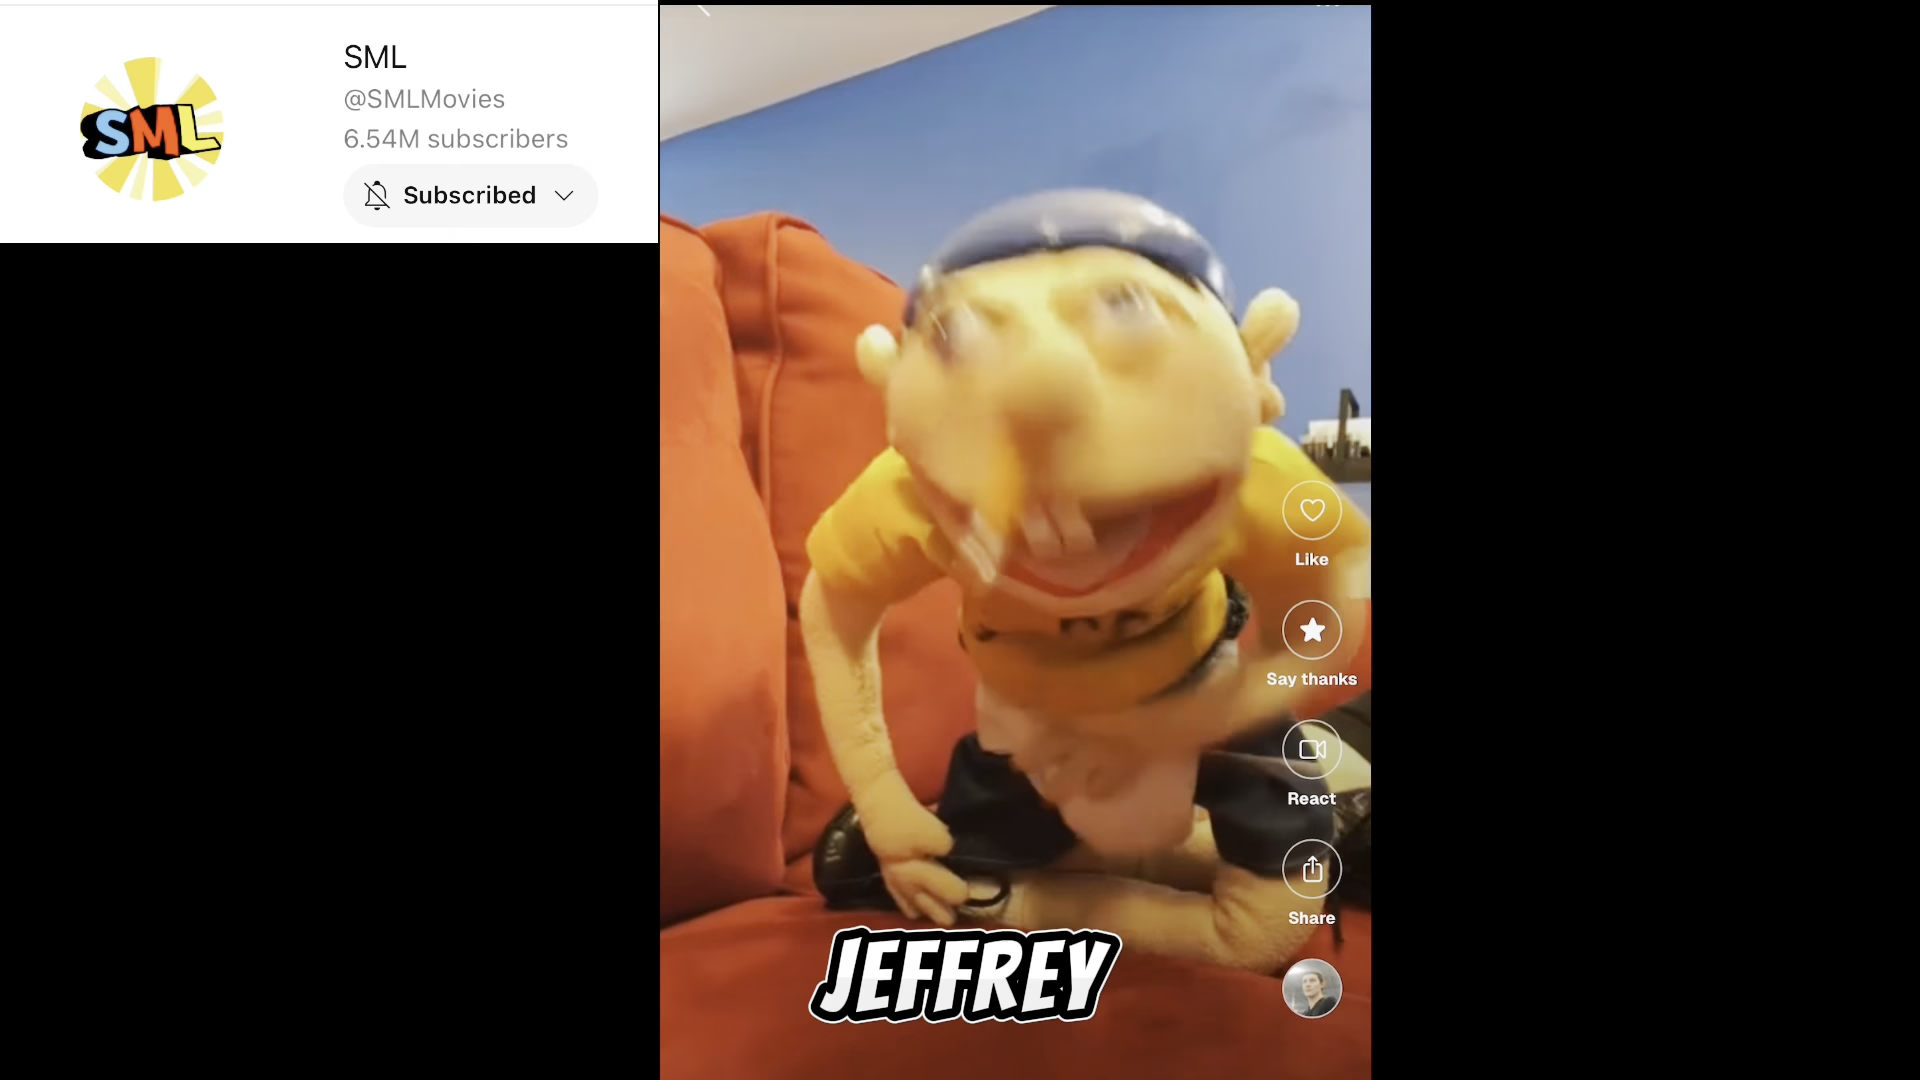 SML
SML
@SMLMovies
6.54M subscribers
Subscribed
Like
Say thanks
React
Share
JEFFREY